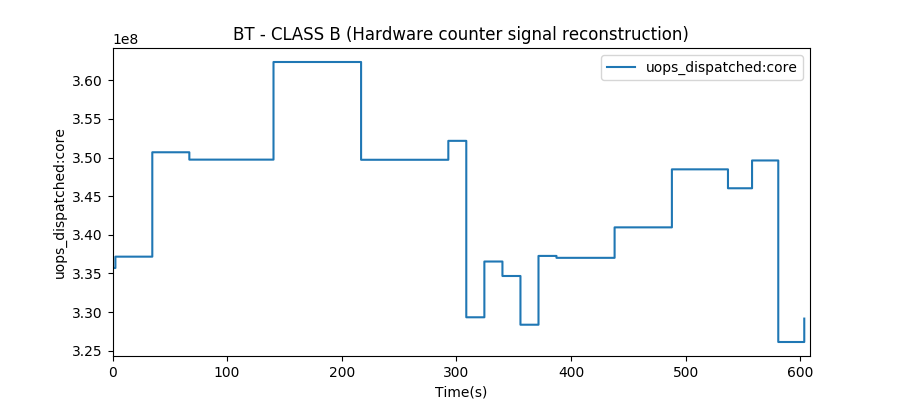 BT - CLASS B (Hardware counter signal reconstruction)
1e8
uops_dispatched:core
3.60
3.55
3.50
3.45
3.40
3.35
3.30
3.25
uops_dispatched:core
0 100 200 300 400 500 600
Time(s)